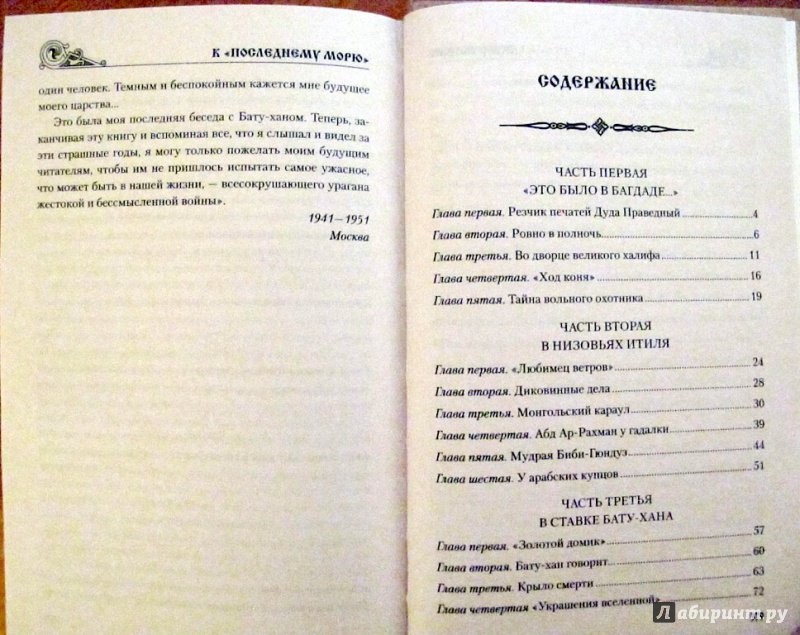 К «ПОСЛЕДНЕМУ МОРЮ»
один человек. Темным и беспокойным кажется мне будущее
моего царства...
Это была моя последняя беседа с Бату-ханом. Теперь, за-
канчивая эту книгу и вспоминая все, что я слышал и видел за
эти страшные годы, я могу только пожелать моим будущим
читателям, чтобы им не пришлось испытать самое ужасное,
что может быть в нашей жизни, — всесокрушающего урагана
жестокой и бессмысленной войны».
1941—1951
Москва
СОДЕРЖАНИЕ
ЧАСТЬ ПЕРВАЯ
«ЭТО БЫЛО В БАГДАДЕ...»
Глава первая. Резчик печатей Дуда Праведный 4
Глава вторая. Ровно в полночь 6
Глава третья. Во дворце великого халифа 11
Глава четвертая. «Ход коня» 16
Глава пятая. Тайна вольного охотника 19
ЧАСТЬ ВТОРАЯ
В НИЗОВЬЯХ ИТИЛЯ
Глава первая. «Любимец ветров» 24
Глава вторая. Диковинные дела 28
Глава третья. Монгольский караул 30
Глава четвертая. Абд Ар-Рахман у гадалки 39
Глава пятая. Мудрая Биби-Гюндуз 44
Глава шестая. У арабских купцов 51
ЧАСТЬ ТРЕТЬЯ
В СТАВКЕ БАТУ-ХАНА
Глава первая. «Золотой домик» 57
Глава вторая. Бату-хан говорит 60
Глава третья. Крыло смерти 63
Глава четвертая «Украшения вселенной» 72
Лабиринт.ру